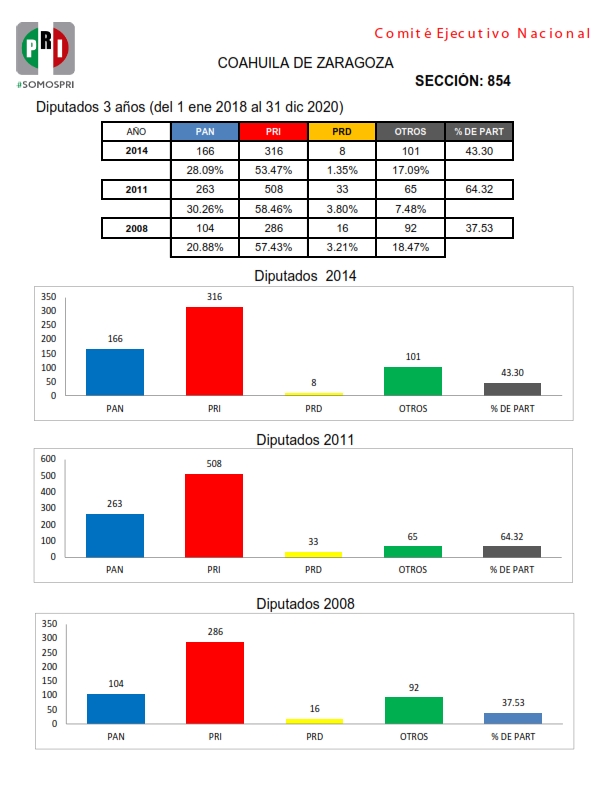 Comité Ejecutivo Nacional
PRI
#SOMOSPRI
COAHUILA DE ZARAGOZA
SECCIÓN: 854
Diputados 3 años (del 1 ene 2018 al 31 dic 2020)
AÑO PAN PRI PRD OTROS % DE PART
2014 166 316 8 101 43.30
28.09% 53.47% 1.35% 17.09%
2011 263 508 33 65 64.32
30.26% 58.46% 3.80% 7.48%
2008 104 286 16 92 37.53
20.88% 57.43% 3.21% 18.47%
Diputados 2014
350
300
250
200
150
100
50
0
166
316
8
101
43.30
PAN PRI PRD OTROS % DE PART
Diputados 2011
600
500
400
300
200
100
0
263
508
33
65
64.32
PAN PRI PRD OTROS % DE PART
Diputados 2008
350
300
250
200
150
100
50
0
104
286
16
92
37.53
PAN PRI PRD OTROS % DE PART